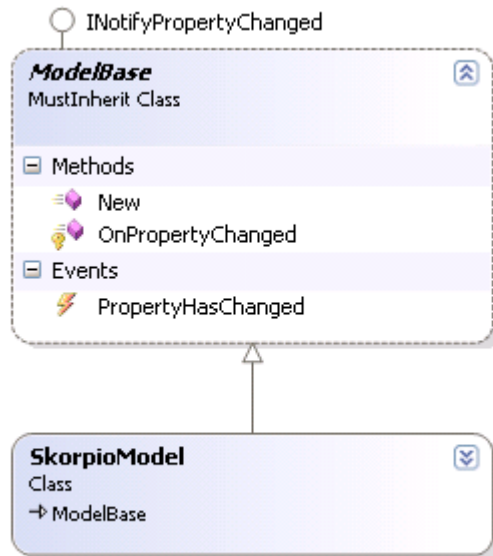 INotifyPropertyChanged
ModelBase
MustInherit Class
Methods
New
OnPropertyChanged
Events
PropertyHasChanged
SkorpioModel
Class
ModelBase